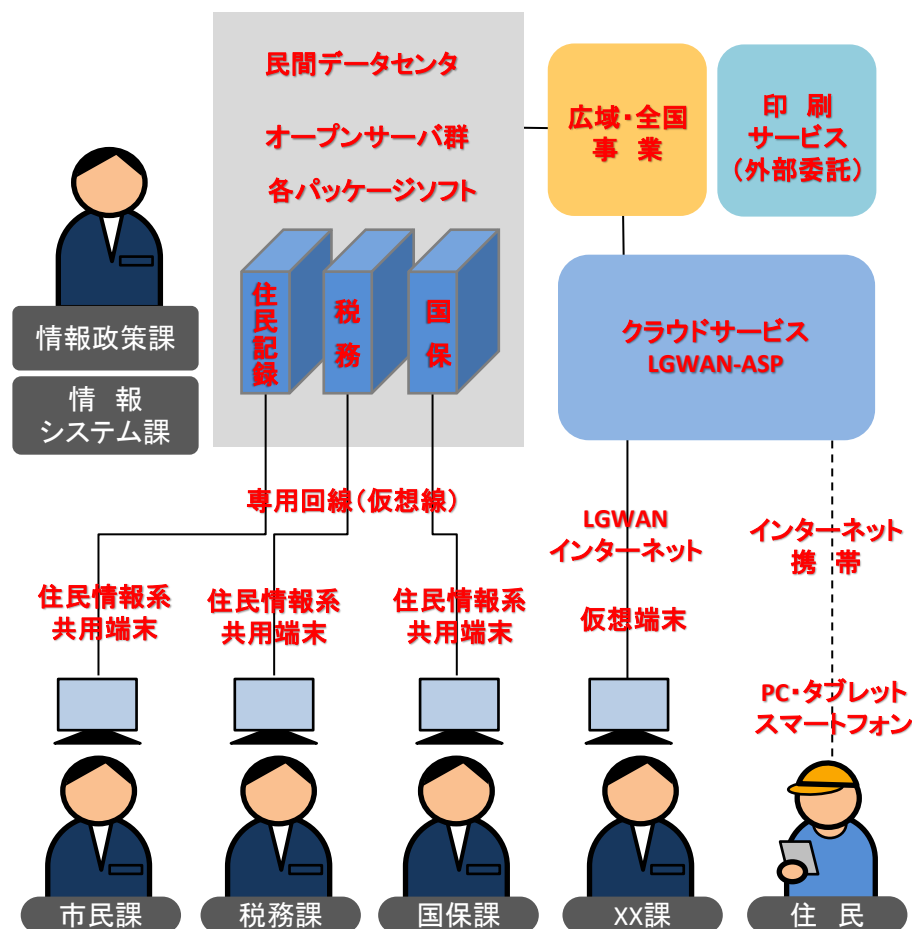 民間データセンタ
オープンサーバ群
各パッケージソフト
住民記録
税務
国保
広域・全国
事　業
印　刷
サービス
（外部委託）
クラウドサービス
LGWAN-ASP
情報政策課
情　報
システム課
専用回線（仮想線）
LGWAN
インターネット
インターネット
携　帯
住民情報系
共用端末
住民情報系
共用端末
住民情報系
共用端末
仮想端末
PC・タブレット
スマートフォン
市民課
税務課
国保課
XX課
住　民